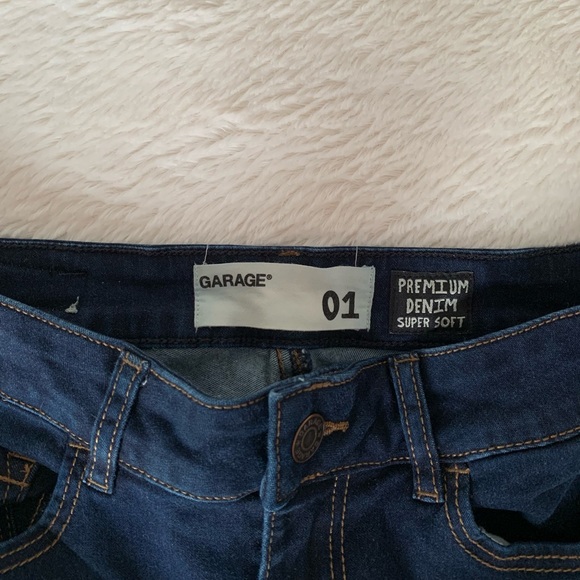 GARAGE®
01
PREMIUM
DENIM
SUPER SOFT